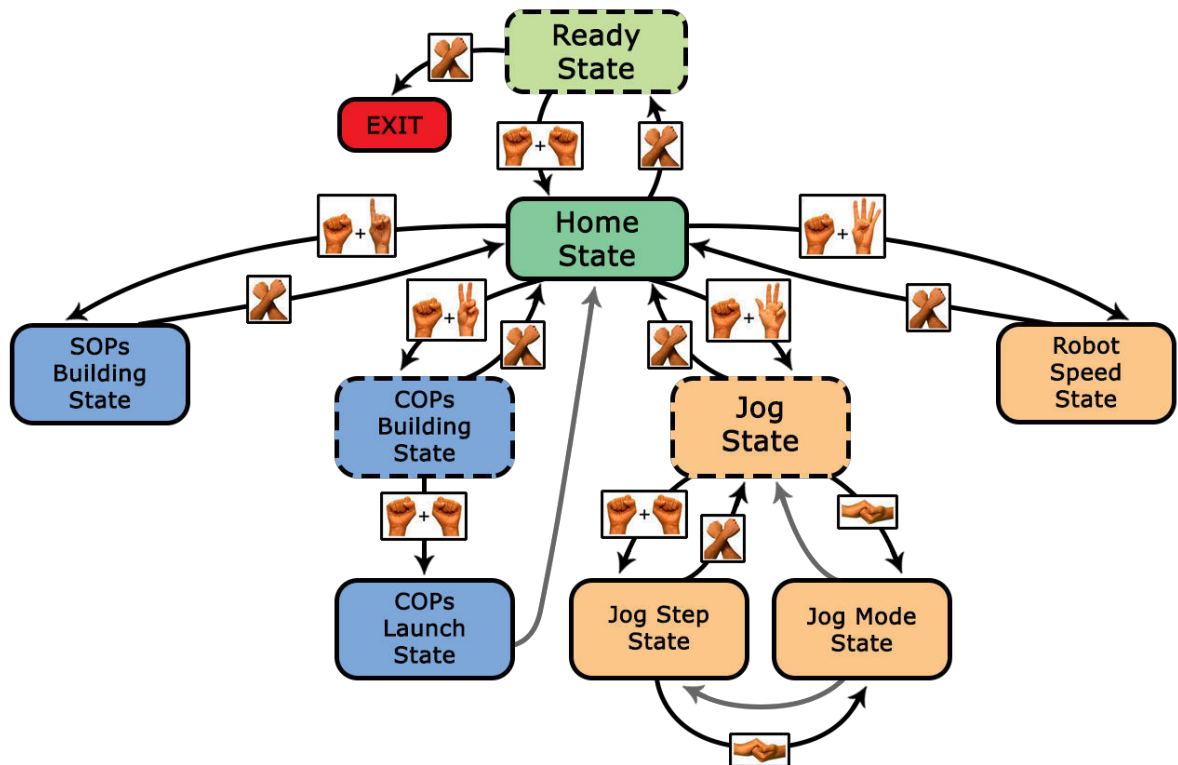 Ready
State
EXIT
+
+
Home
State
+
+
+
SOPs
Building
State
Robot
Speed
State
COPs
Building
State
Jog
State
+
+
COPs
Launch
State
Jog Step
State
Jog Mode
State